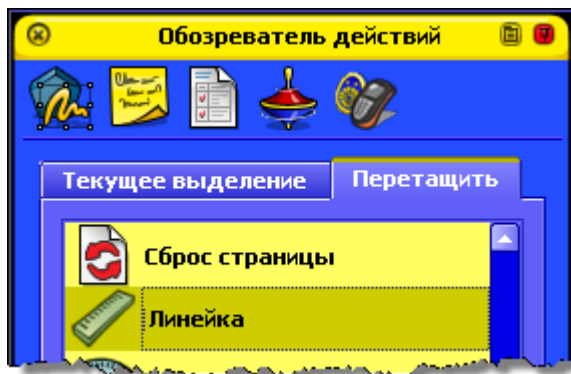 Обозреватель действий
Текущее выделение
Перетащить
Сброс страницы
Линейка